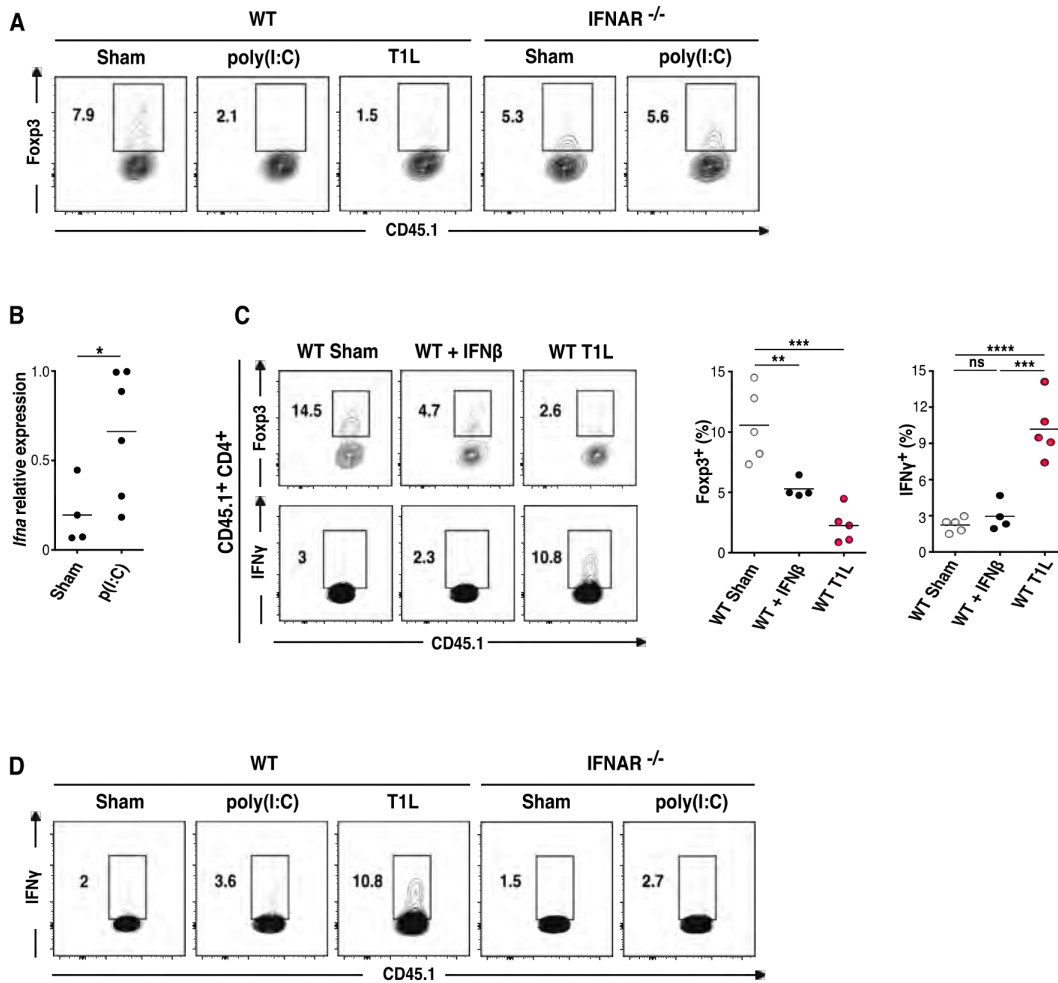 A
WT
IFNAR -/-
Sham
poly(I:C)
T1L
Sham
poly(I:C)
Foxp3
7.9
2.1
1.5
5.3
5.6
CD45.1
B
*
Ifna relative expression
1.0
0.5
0
Sham
p(I:C)
C
WT Sham
WT + IFNβ
WT T1L
CD45.1+ CD4+
Foxp3
14.5
4.7
2.6
IFNγ
3
2.3
10.8
CD45.1
***
**
Foxp3+ (%)
15
10
5
0
WT Sham
WT + IFNβ
WT T1L
****
ns
***
IFNγ+ (%)
15
12
9
6
3
0
WT Sham
WT + IFNβ
WT T1L
D
WT
IFNAR -/-
Sham
poly(I:C)
T1L
Sham
poly(I:C)
IFNγ
2
3.6
10.8
1.5
2.7
CD45.1